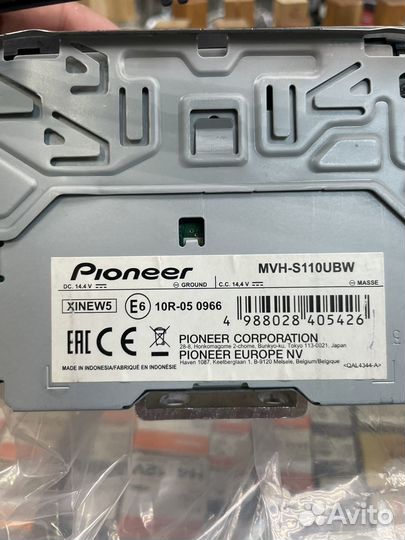 Pioneer
MVH-S110UBW
DC. 14.4 V
GROUND
C.C. 14,4 V
MASSE
XINEW5
E6
10R-05 0966
4 988028 405426
EAC CE
PIONEER CORPORATION
28-8, Honkomagome 2-chome, Bunkyo-ku, Tokyo 113-0021, Japan
PIONEER EUROPE NV
Haven 1087, Keetberglaan 1, B-9120 Melsele, Belgium/Belgique
MADE IN INDONESIA/FABRIQUÉ EN INDONÉSIE
<QAL4344-A>
Avito